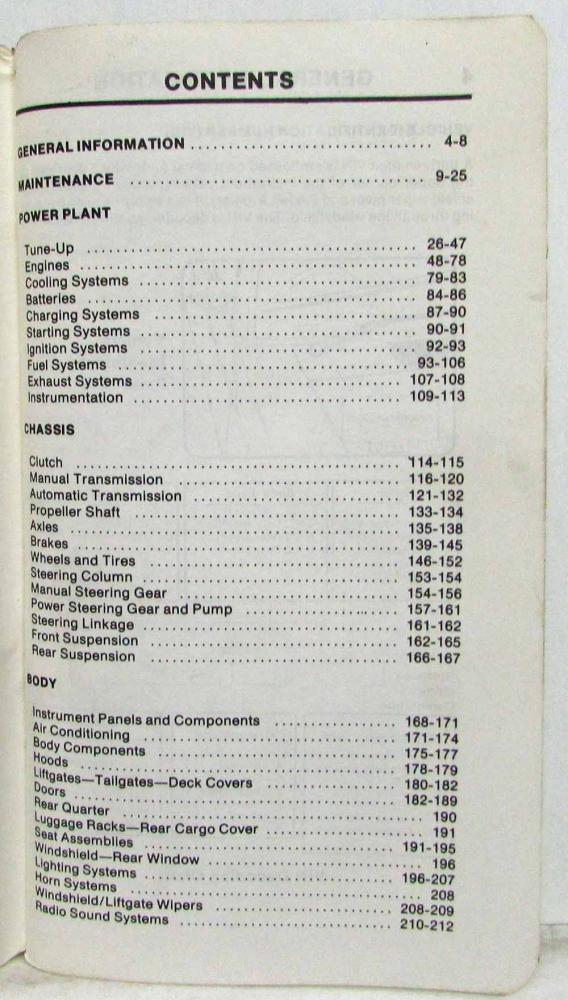 CONTENTS
GENERAL INFORMATION .......................... 4-8
MAINTENANCE .......................... 9-25
POWER PLANT
Tune-Up .......................... 26-47
Engines .......................... 48-78
Cooling Systems .......................... 79-83
Batteries .......................... 84-86
Charging Systems .......................... 87-90
Starting Systems .......................... 90-91
Ignition Systems .......................... 92-93
Fuel Systems .......................... 93-106
Exhaust Systems .......................... 107-108
Instrumentation .......................... 109-113
CHASSIS
Clutch .......................... 114-115
Manual Transmission .......................... 116-120
Automatic Transmission .......................... 121-132
Propeller Shaft .......................... 133-134
Axles .......................... 135-138
Brakes .......................... 139-145
Wheels and Tires .......................... 146-152
Steering Column .......................... 153-154
Manual Steering Gear .......................... 154-156
Power Steering Gear and Pump .......................... 157-161
Steering Linkage .......................... 161-162
Front Suspension .......................... 162-165
Rear Suspension .......................... 166-167
BODY
Instrument Panels and Components .......................... 168-171
Air Conditioning .......................... 171-174
Body Components .......................... 175-177
Hoods .......................... 178-179
Liftgates—Tailgates—Deck Covers .......................... 180-182
Doors .......................... 182-189
Rear Quarter .......................... 190
Luggage Racks—Rear Cargo Cover .......................... 191
Seat Assemblies .......................... 191-195
Windshield—Rear Window .......................... 196
Lighting Systems .......................... 196-207
Horn Systems .......................... 208
Windshield/Liftgate Wipers .......................... 208-209
Radio Sound Systems .......................... 210-212